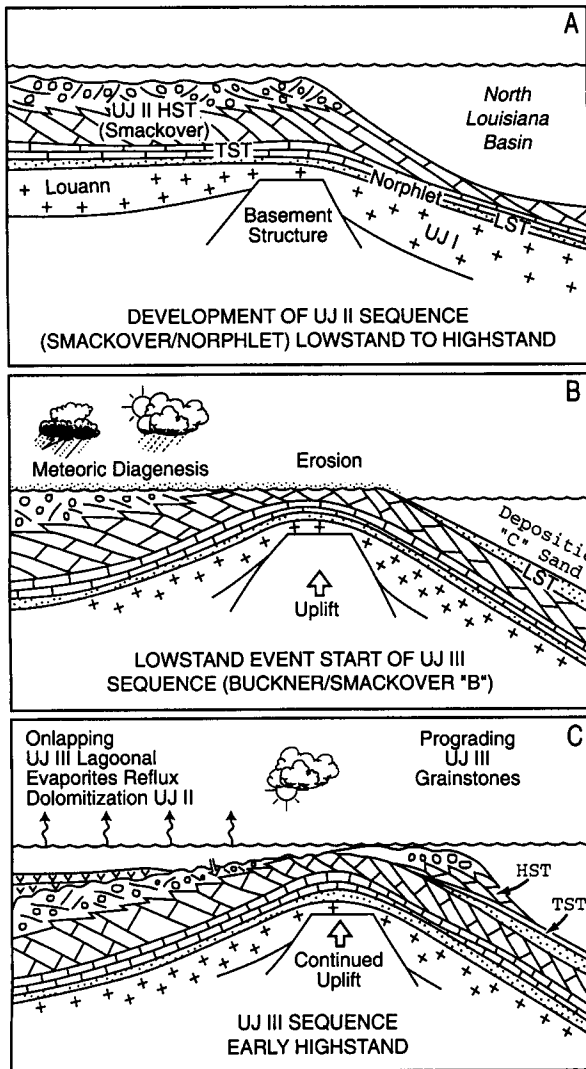 A
UJ II HST
(Smackover)
North
Louisiana
Basin
TST
Louann
Norphlet
LST
Basement
Structure
UJ I
DEVELOPMENT OF UJ II SEQUENCE
(SMACKOVER/NORPHLET) LOWSTAND TO HIGHSTAND
B
Meteoric Diagenesis
Erosion
Depositio
"C" Sand
LST
Uplift
LOWSTAND EVENT START OF UJ III
SEQUENCE (BUCKNER/SMACKOVER "B")
C
Onlapping
UJ III Lagoonal
Evaporites Reflux
Dolomitization UJ II
Prograding
UJ III
Grainstones
HST
TST
Continued
Uplift
UJ III SEQUENCE
EARLY HIGHSTAND